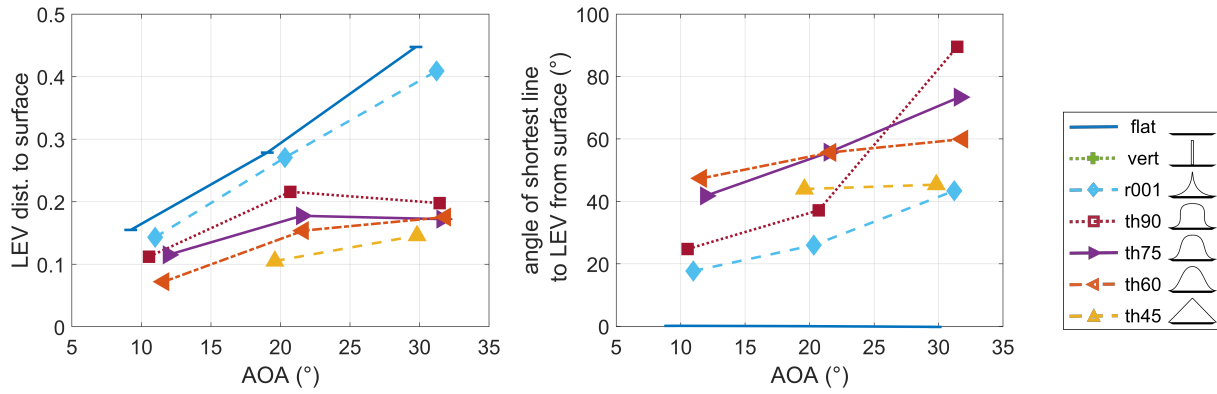 0.5
0.4
0.3
0.2
0.1
0
5 10 15 20 25 30 35
AOA (°)
LEV dist. to surface
100
80
60
40
20
0
5 10 15 20 25 30 35
AOA (°)
angle of shortest line
to LEV from surface (°)
flat
vert
r001
th90
th75
th60
th45